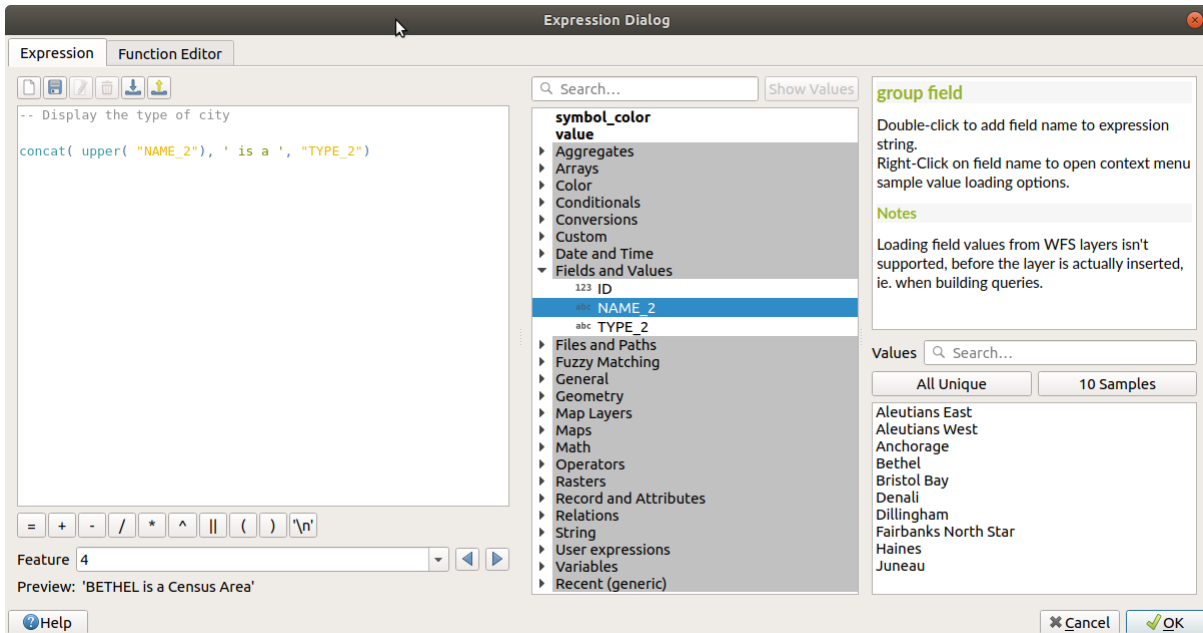 Expression Dialog
Expression
Function Editor
-- Display the type of city
concat( upper( "NAME_2"), ' is a ', "TYPE_2")
= + - / * ^ || ( ) '\n'
Feature 4
Preview: 'BETHEL is a Census Area'
Search...
Show Values
symbol_color
value
Aggregates
Arrays
Color
Conditionals
Conversions
Custom
Date and Time
Fields and Values
123 ID
abc NAME_2
abc TYPE_2
Files and Paths
Fuzzy Matching
General
Geometry
Map Layers
Maps
Math
Operators
Rasters
Record and Attributes
Relations
String
User expressions
Variables
Recent (generic)
group field
Double-click to add field name to expression
string.
Right-Click on field name to open context menu
sample value loading options.
Notes
Loading field values from WFS layers isn't
supported, before the layer is actually inserted,
ie. when building queries.
Values Search...
All Unique
10 Samples
Aleutians East
Aleutians West
Anchorage
Bethel
Bristol Bay
Denali
Dillingham
Fairbanks North Star
Haines
Juneau
Help
Cancel
OK